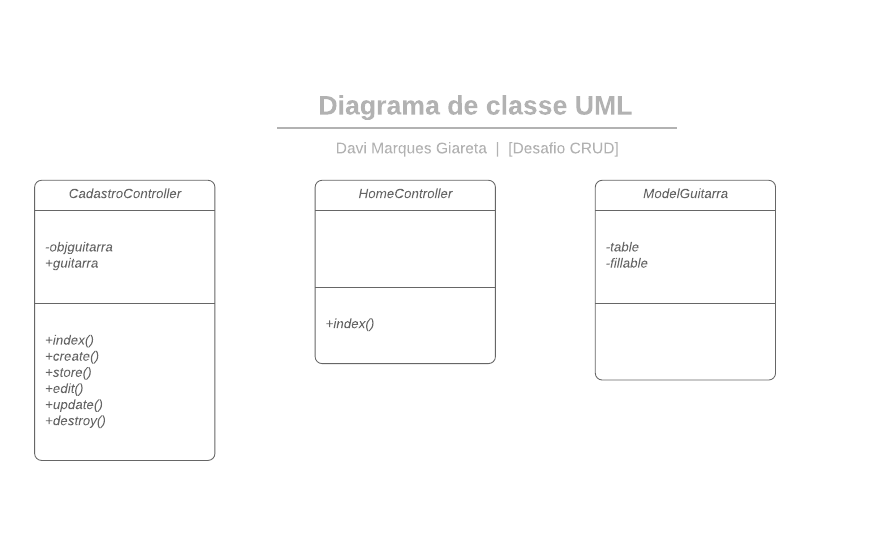 Diagrama de classe UML
Davi Marques Giareta | [Desafio CRUD]
CadastroController
-objguitarra
+guitarra
+index()
+create()
+store()
+edit()
+update()
+destroy()
HomeController
+index()
ModelGuitarra
-table
-fillable